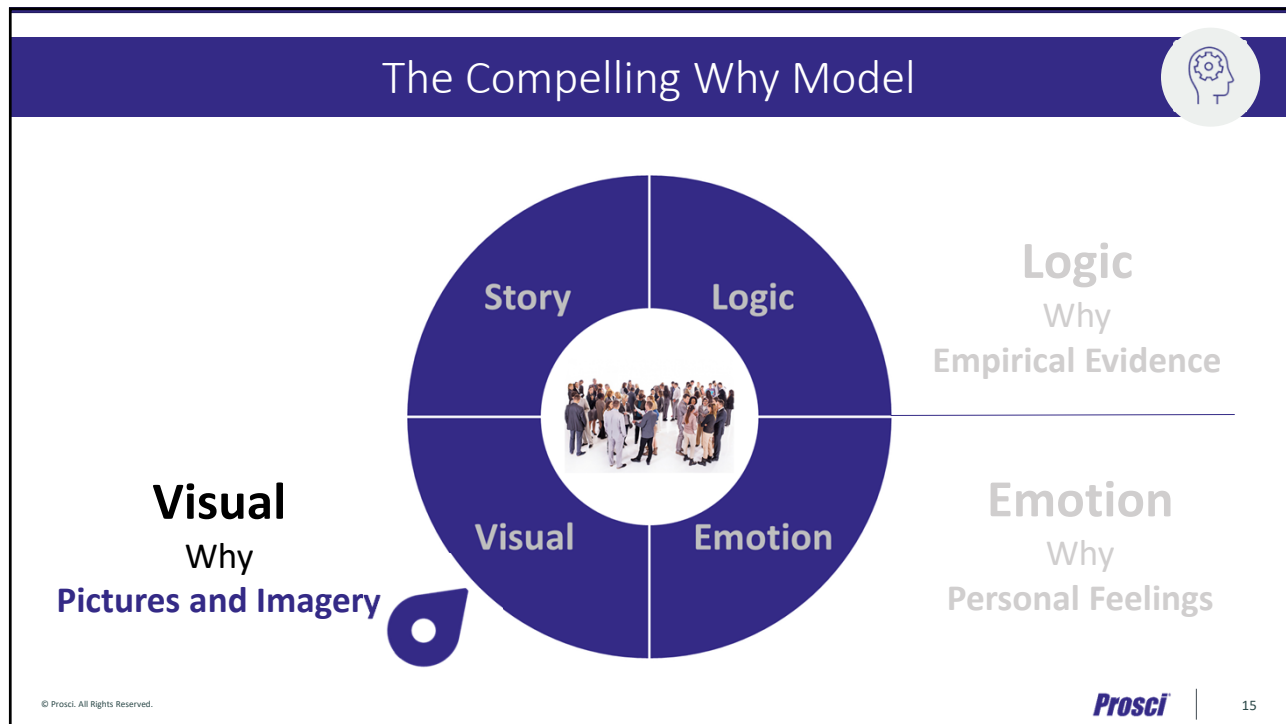 The Compelling Why Model
Story
Logic
Visual
Emotion
Logic
Why
Empirical Evidence
Emotion
Why
Personal Feelings
Visual
Why
Pictures and Imagery
© Prosci. All Rights Reserved.
Prosci®
15